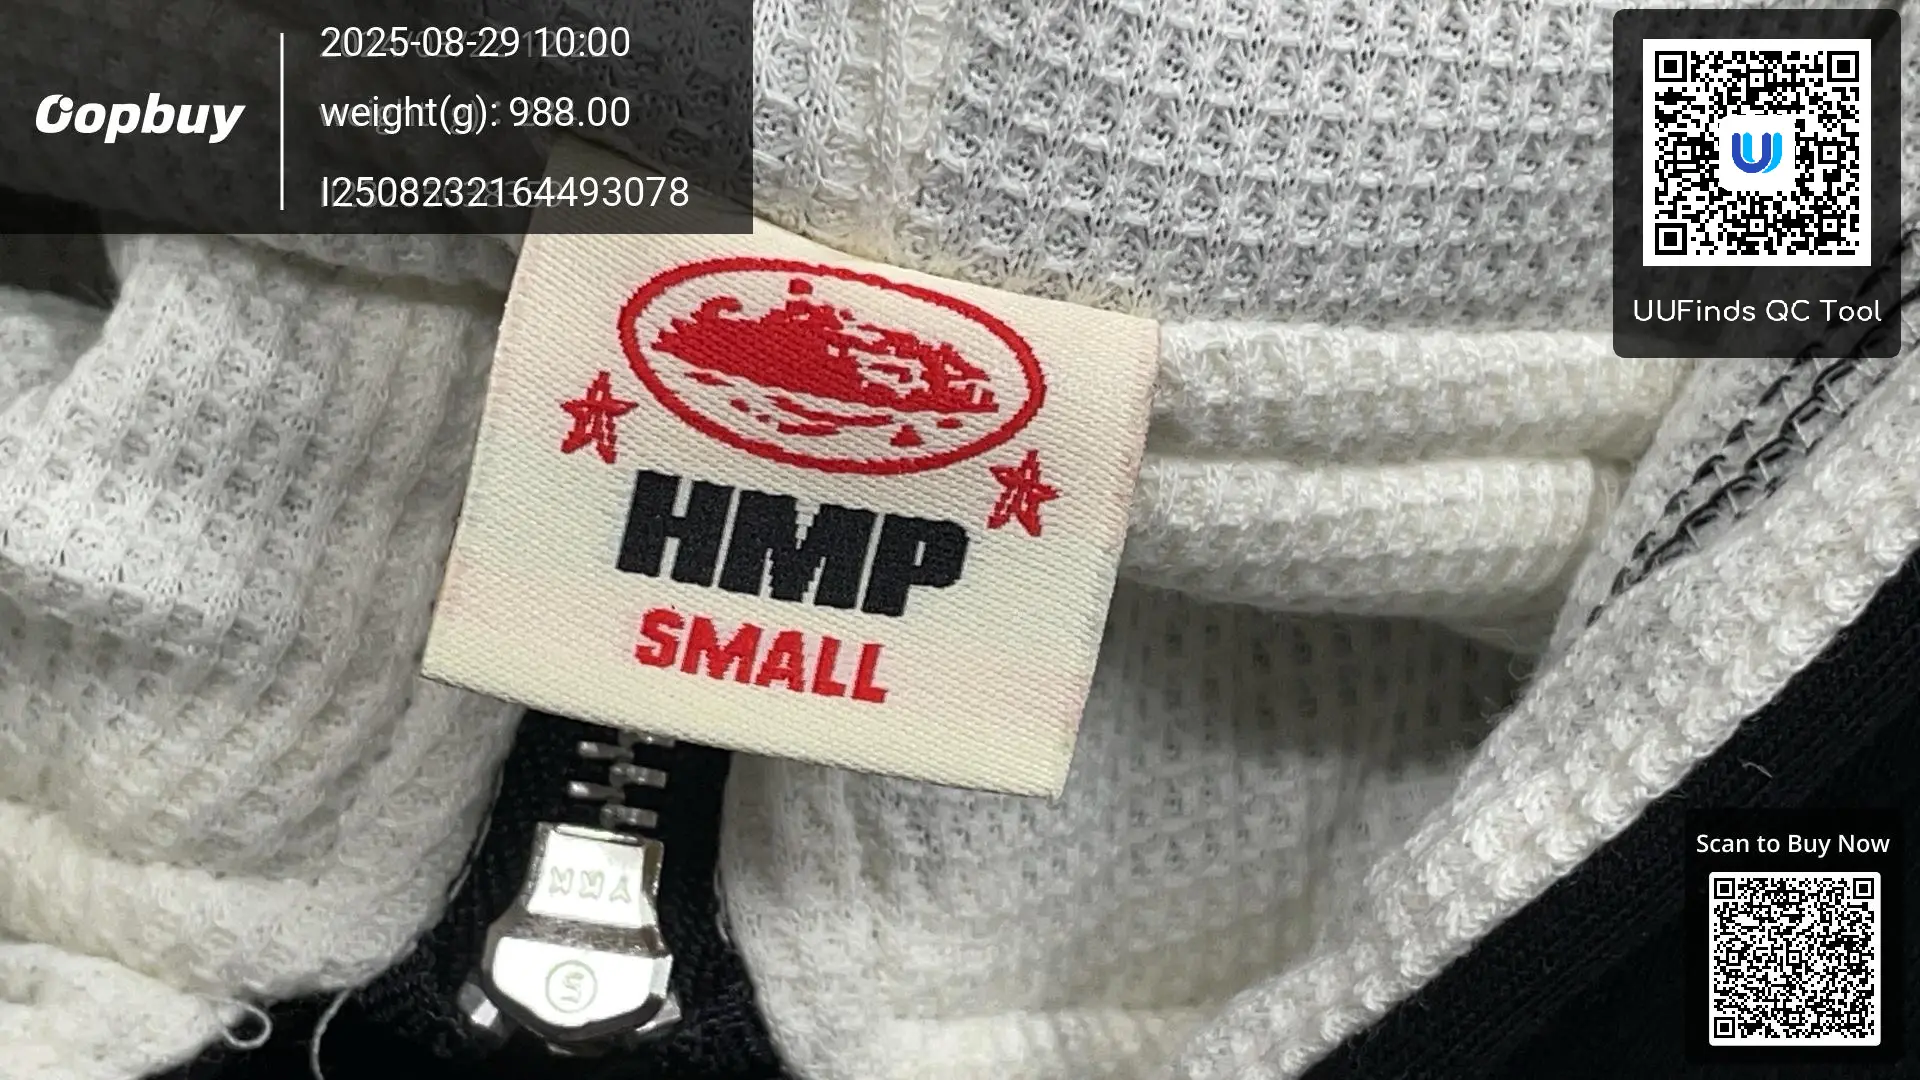 Oopbuy
2025-08-29 10:00
weight(g): 988.00
I2508232164493078
UUFinds QC Tool
HMP
SMALL
Scan to Buy Now